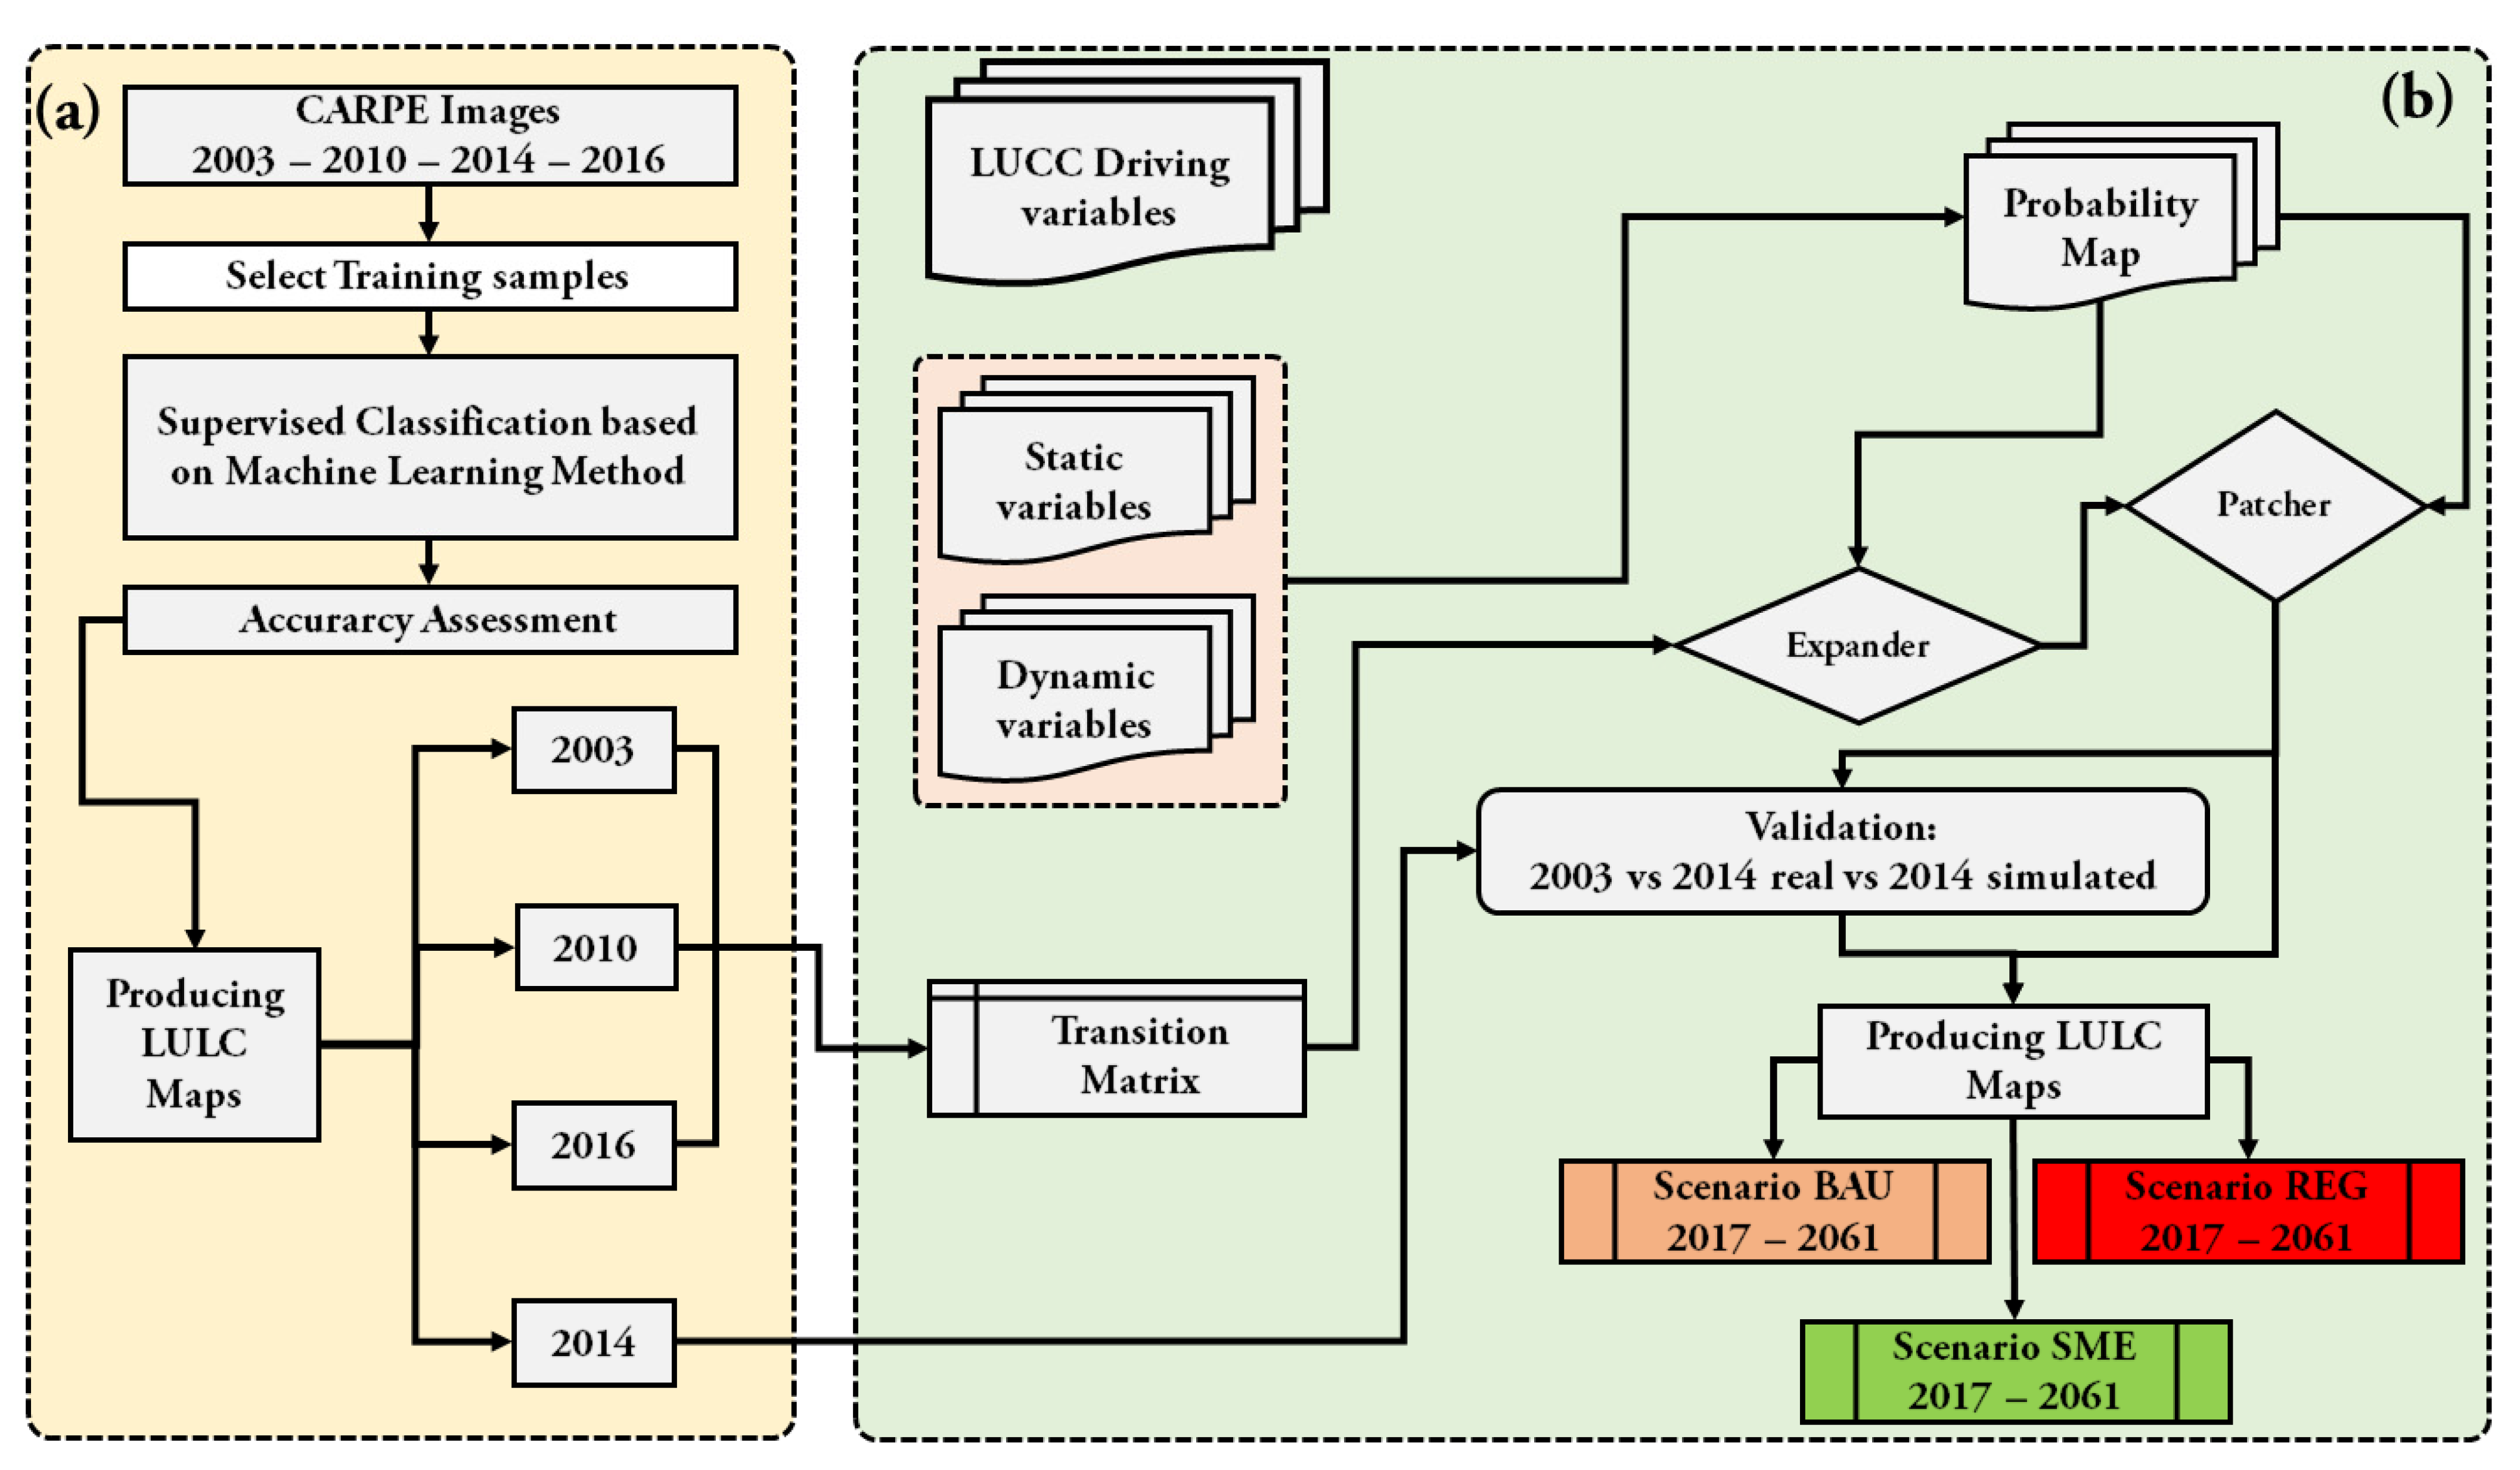 (a)
CARPE Images
2003 – 2010 – 2014 – 2016
Select Training samples
Supervised Classification based
on Machine Learning Method
Accurarcy Assessment
Producing
LULC
Maps
2003
2010
2016
2014
(b)
LUCC Driving
variables
Static
variables
Dynamic
variables
Transition
Matrix
Probability
Map
Patcher
Expander
Validation:
2003 vs 2014 real vs 2014 simulated
Producing LULC
Maps
Scenario BAU
2017 – 2061
Scenario REG
2017 – 2061
Scenario SME
2017 – 2061